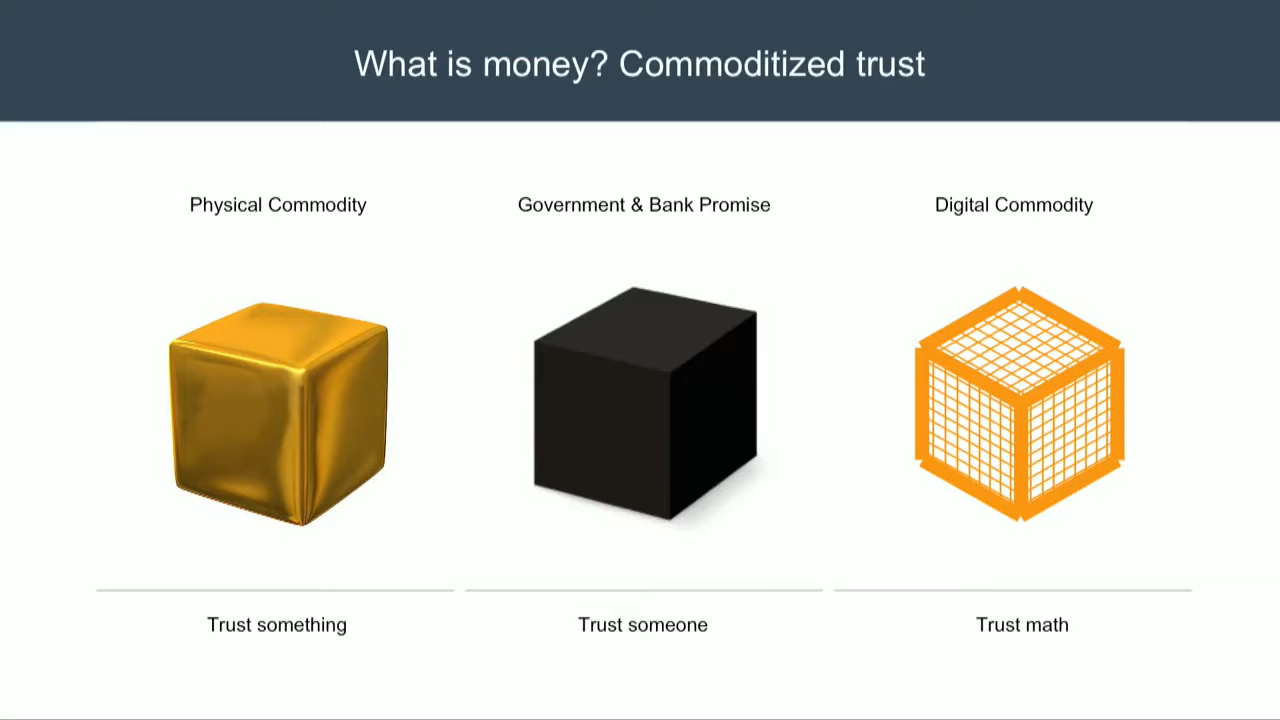 What is money? Commoditized trust
Physical Commodity
Government & Bank Promise
Digital Commodity
Trust something
Trust someone
Trust math